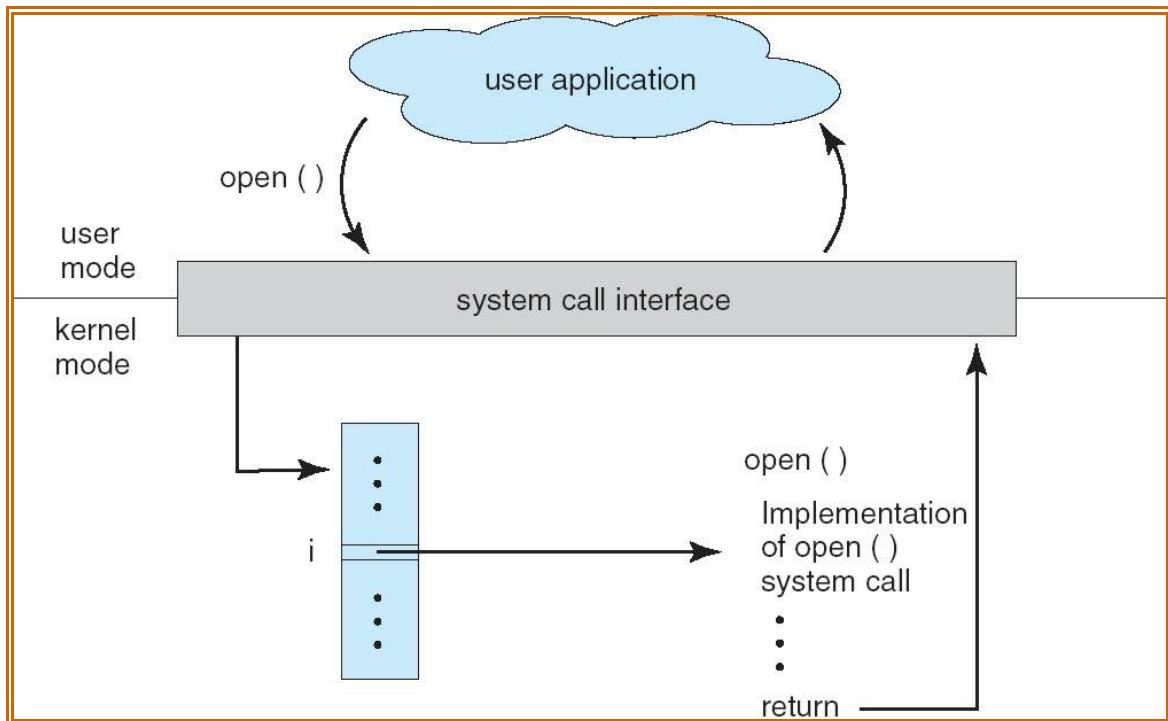 user application
open ( )
user
mode
system call interface
kernel
mode
open ( )
i
Implementation
of open ( )
system call
return